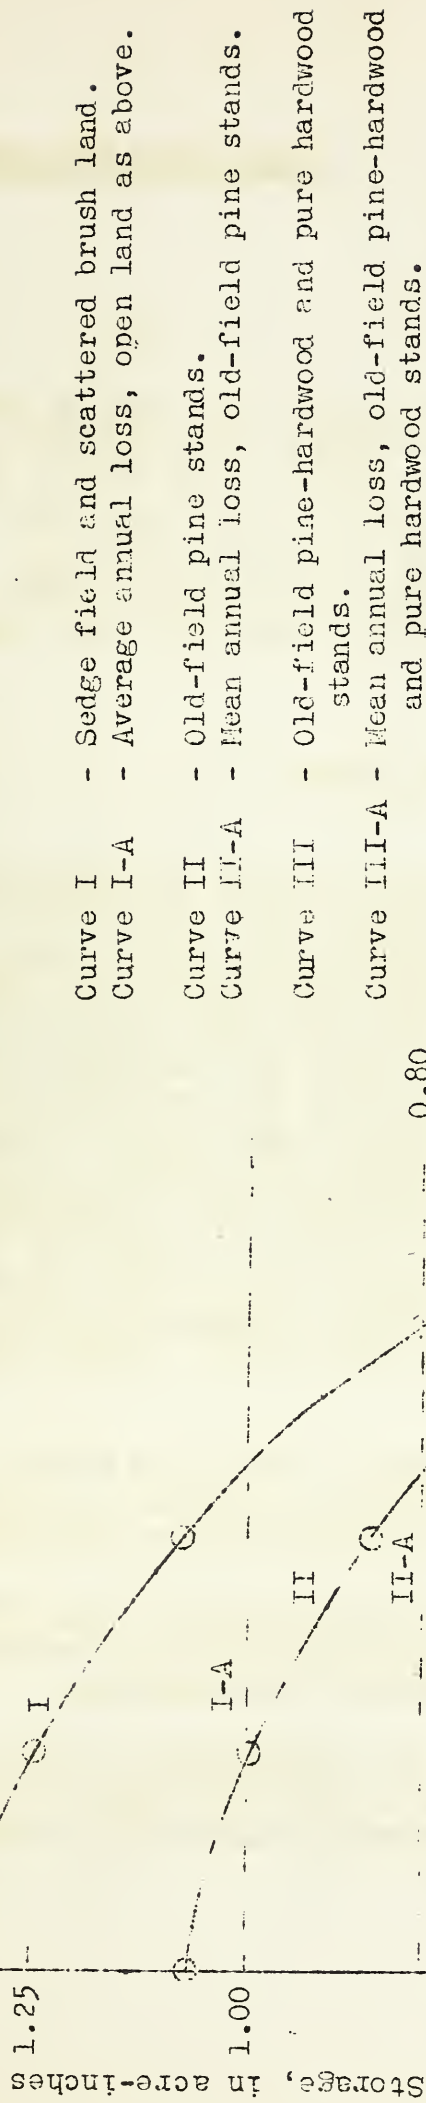 Curve I - Sedge field and scattered brush land.
Curve I-A - Average annual loss, open land as above.
Curve II - Old-field pine stands.
Curve II-A - Mean annual loss, old-field pine stands.
Curve III - Old-field pine-hardwood and pure hardwood
stands.
Curve III-A - Mean annual loss, old-field pine-hardwood
and pure hardwood stands.
1.25
1.00
0.80
Storage, in acre-inches
I
I-A
II
II-A